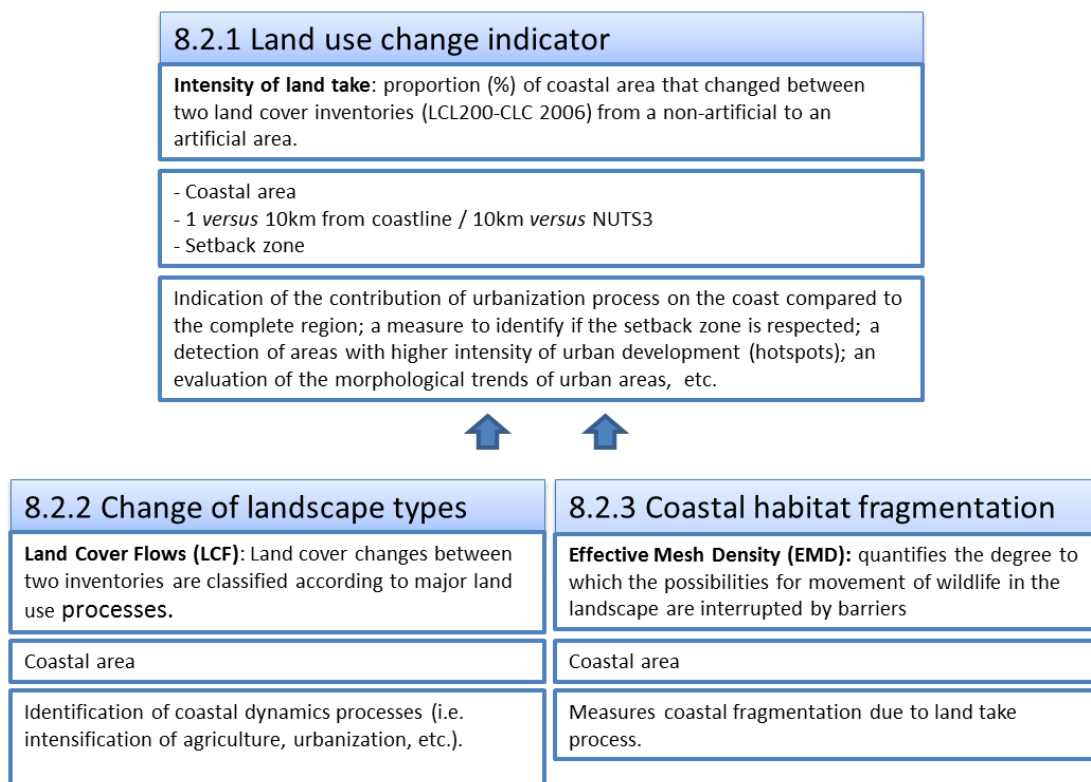 8.2.1 Land use change indicator
Intensity of land take: proportion (%) of coastal area that changed between
two land cover inventories (LCL200-CLC 2006) from a non-artificial to an
artificial area.
- Coastal area
- 1 versus 10km from coastline / 10km versus NUTS3
- Setback zone
Indication of the contribution of urbanization process on the coast compared to
the complete region; a measure to identify if the setback zone is respected; a
detection of areas with higher intensity of urban development (hotspots); an
evaluation of the morphological trends of urban areas, etc.
8.2.2 Change of landscape types
Land Cover Flows (LCF): Land cover changes between
two inventories are classified according to major land
use processes.
Coastal area
Identification of coastal dynamics processes (i.e.
intensification of agriculture, urbanization, etc.).
8.2.3 Coastal habitat fragmentation
Effective Mesh Density (EMD): quantifies the degree to
which the possibilities for movement of wildlife in the
landscape are interrupted by barriers
Coastal area
Measures coastal fragmentation due to land take
process.